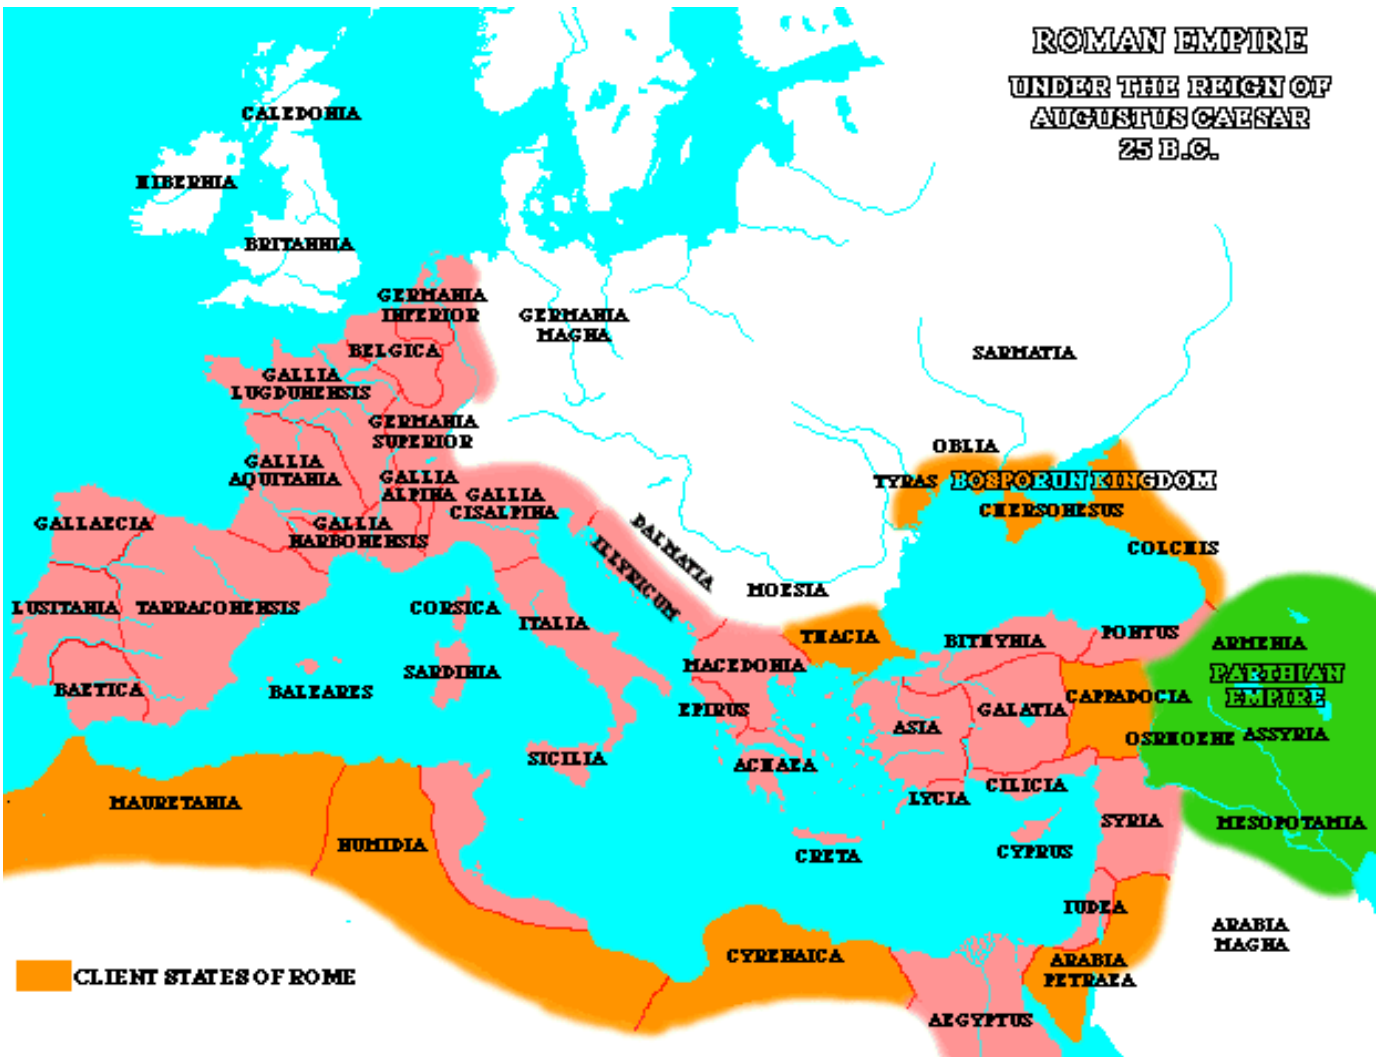 ROMAN EMPIRE
UNDER THE REIGN OF
AUGUSTUS CAESAR
25 B.C.
CALEDONIA
HIBERNIA
BRITANNIA
GERMANIA
INFERIOR
GERMANIA
MAGNA
BELGICA
SARMATIA
GALLIA
LUGDUNENSIS
GERMANIA
SUPERIOR
OBLIA
GALLIA
AQUITANIA
GALLIA
ALPINA
GALLIA
CISALPINA
TYRAS
BOSPORUN KINGDOM
CHERSONESUS
GALLAECIA
GALLIA
NARBONENSIS
DALMATIA
ILLYRICUM
COLCHIS
MOESIA
LUSITANIA
TARRACONENSIS
CORSICA
ITALIA
THACIA
BITHYNIA
PONTUS
ARMENIA
PARTHIAN
EMPIRE
BAETICA
BALEARES
SARDINIA
MACEDONIA
EPIRUS
ASIA
GALATIA
CAPPADOCIA
OSRHOENE
ASSYRIA
SICILIA
ACHAEA
LYCIA
CILICIA
SYRIA
MESOPOTAMIA
MAURETANIA
NUMIDIA
CRETA
CYPRUS
IUDEA
ARABIA
MAGNA
CYRENAICA
ARABIA
PETRAEA
AEGYPTUS
CLIENT STATES OF ROME